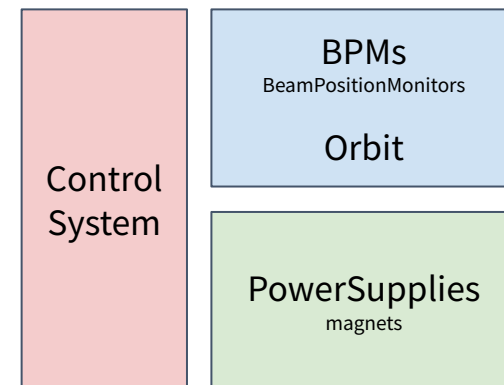 Control
System
BPMs
BeamPositionMonitors
Orbit
PowerSupplies
magnets